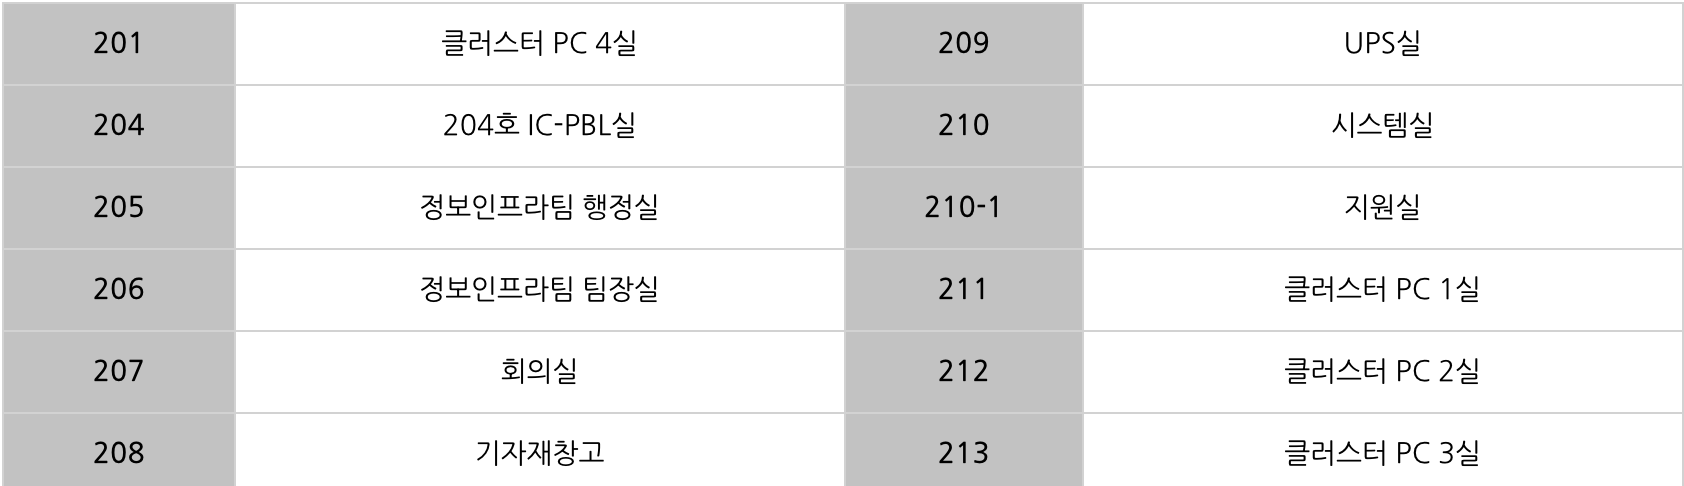 201 클러스터 PC 4실 209 UPS실
204 204호 IC-PBL실 210 시스템실
205 정보인프라팀 행정실 210-1 지원실
206 정보인프라팀 팀장실 211 클러스터 PC 1실
207 회의실 212 클러스터 PC 2실
208 기자재창고 213 클러스터 PC 3실